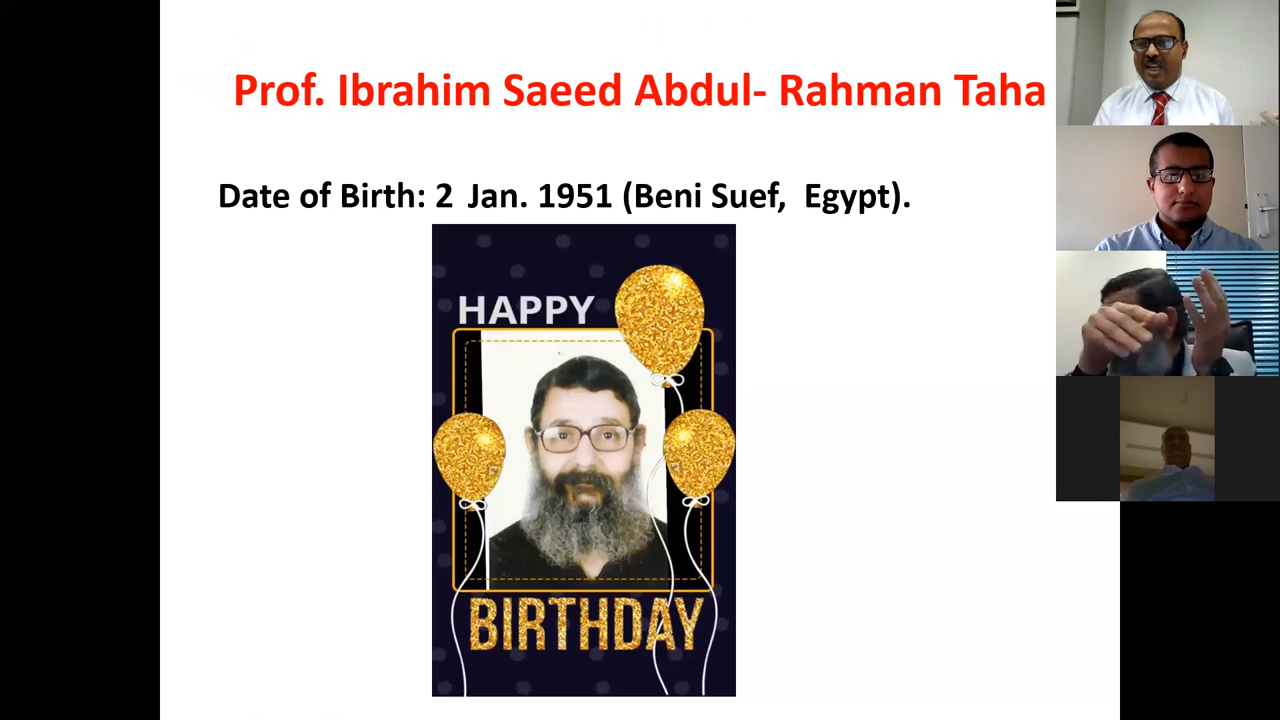 Prof. Ibrahim Saeed Abdul- Rahman Taha
Date of Birth: 2 Jan. 1951 (Beni Suef, Egypt).
HAPPY
BIRTHDAY